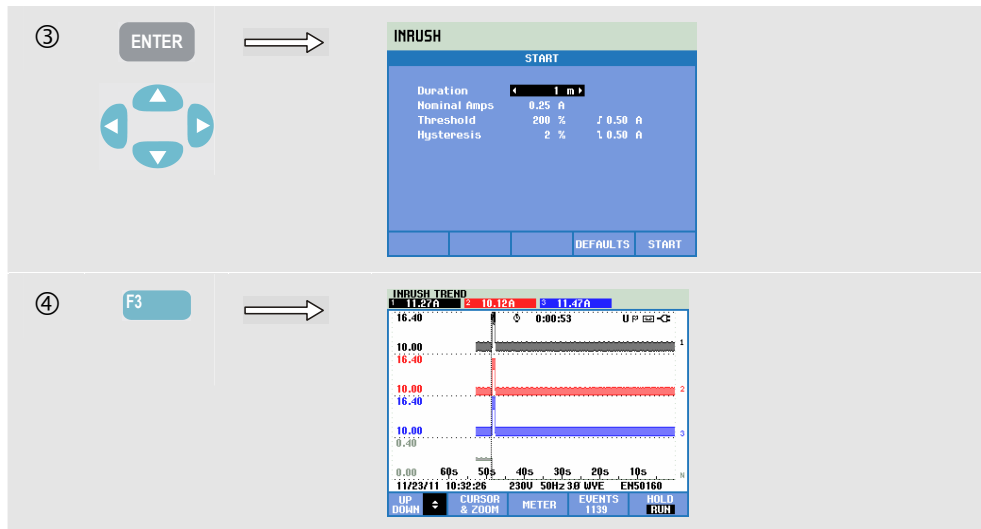 ③
ENTER
INRUSH
START
Duration 1 m
Nominal Amps 0.25 A
Threshold 200 % 0.50 A
Hysteresis 2 % 0.50 A
DEFAULTS START
④
F3
INRUSH TREND
1 11.27A 2 10.12A 3 11.47A
16.40 0:00:53 U P
10.00 1
16.40
10.00 2
16.40
10.00 3
0.40
0.00 60s 50s 40s 30s 20s 10s N
11/23/11 10:32:26 230V 50Hz 3Ø WYE EN50160
UP DOWN CURSOR & ZOOM METER EVENTS 1139 HOLD RUN